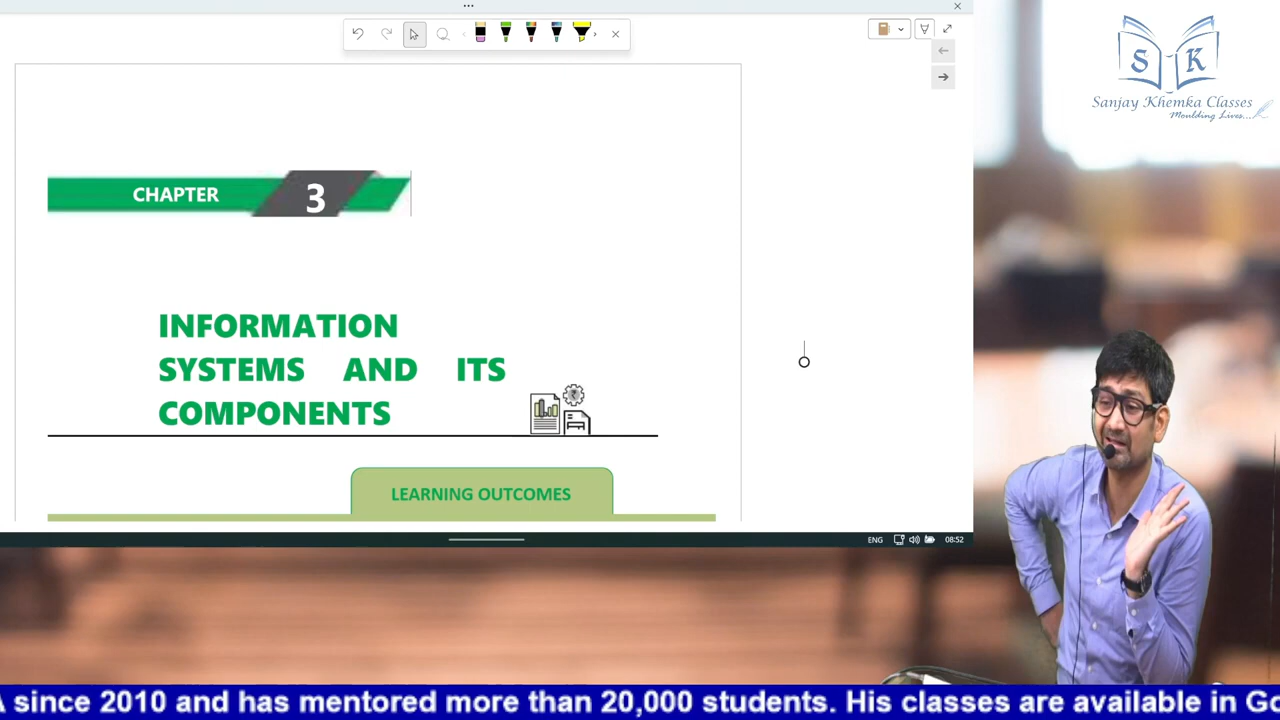 S K
Sanjay Khemka Classes
Moulding Lives...
CHAPTER 3
INFORMATION
SYSTEMS AND ITS
COMPONENTS
LEARNING OUTCOMES
ENG 08:52
A since 2010 and has mentored more than 20,000 students. His classes are available in Go